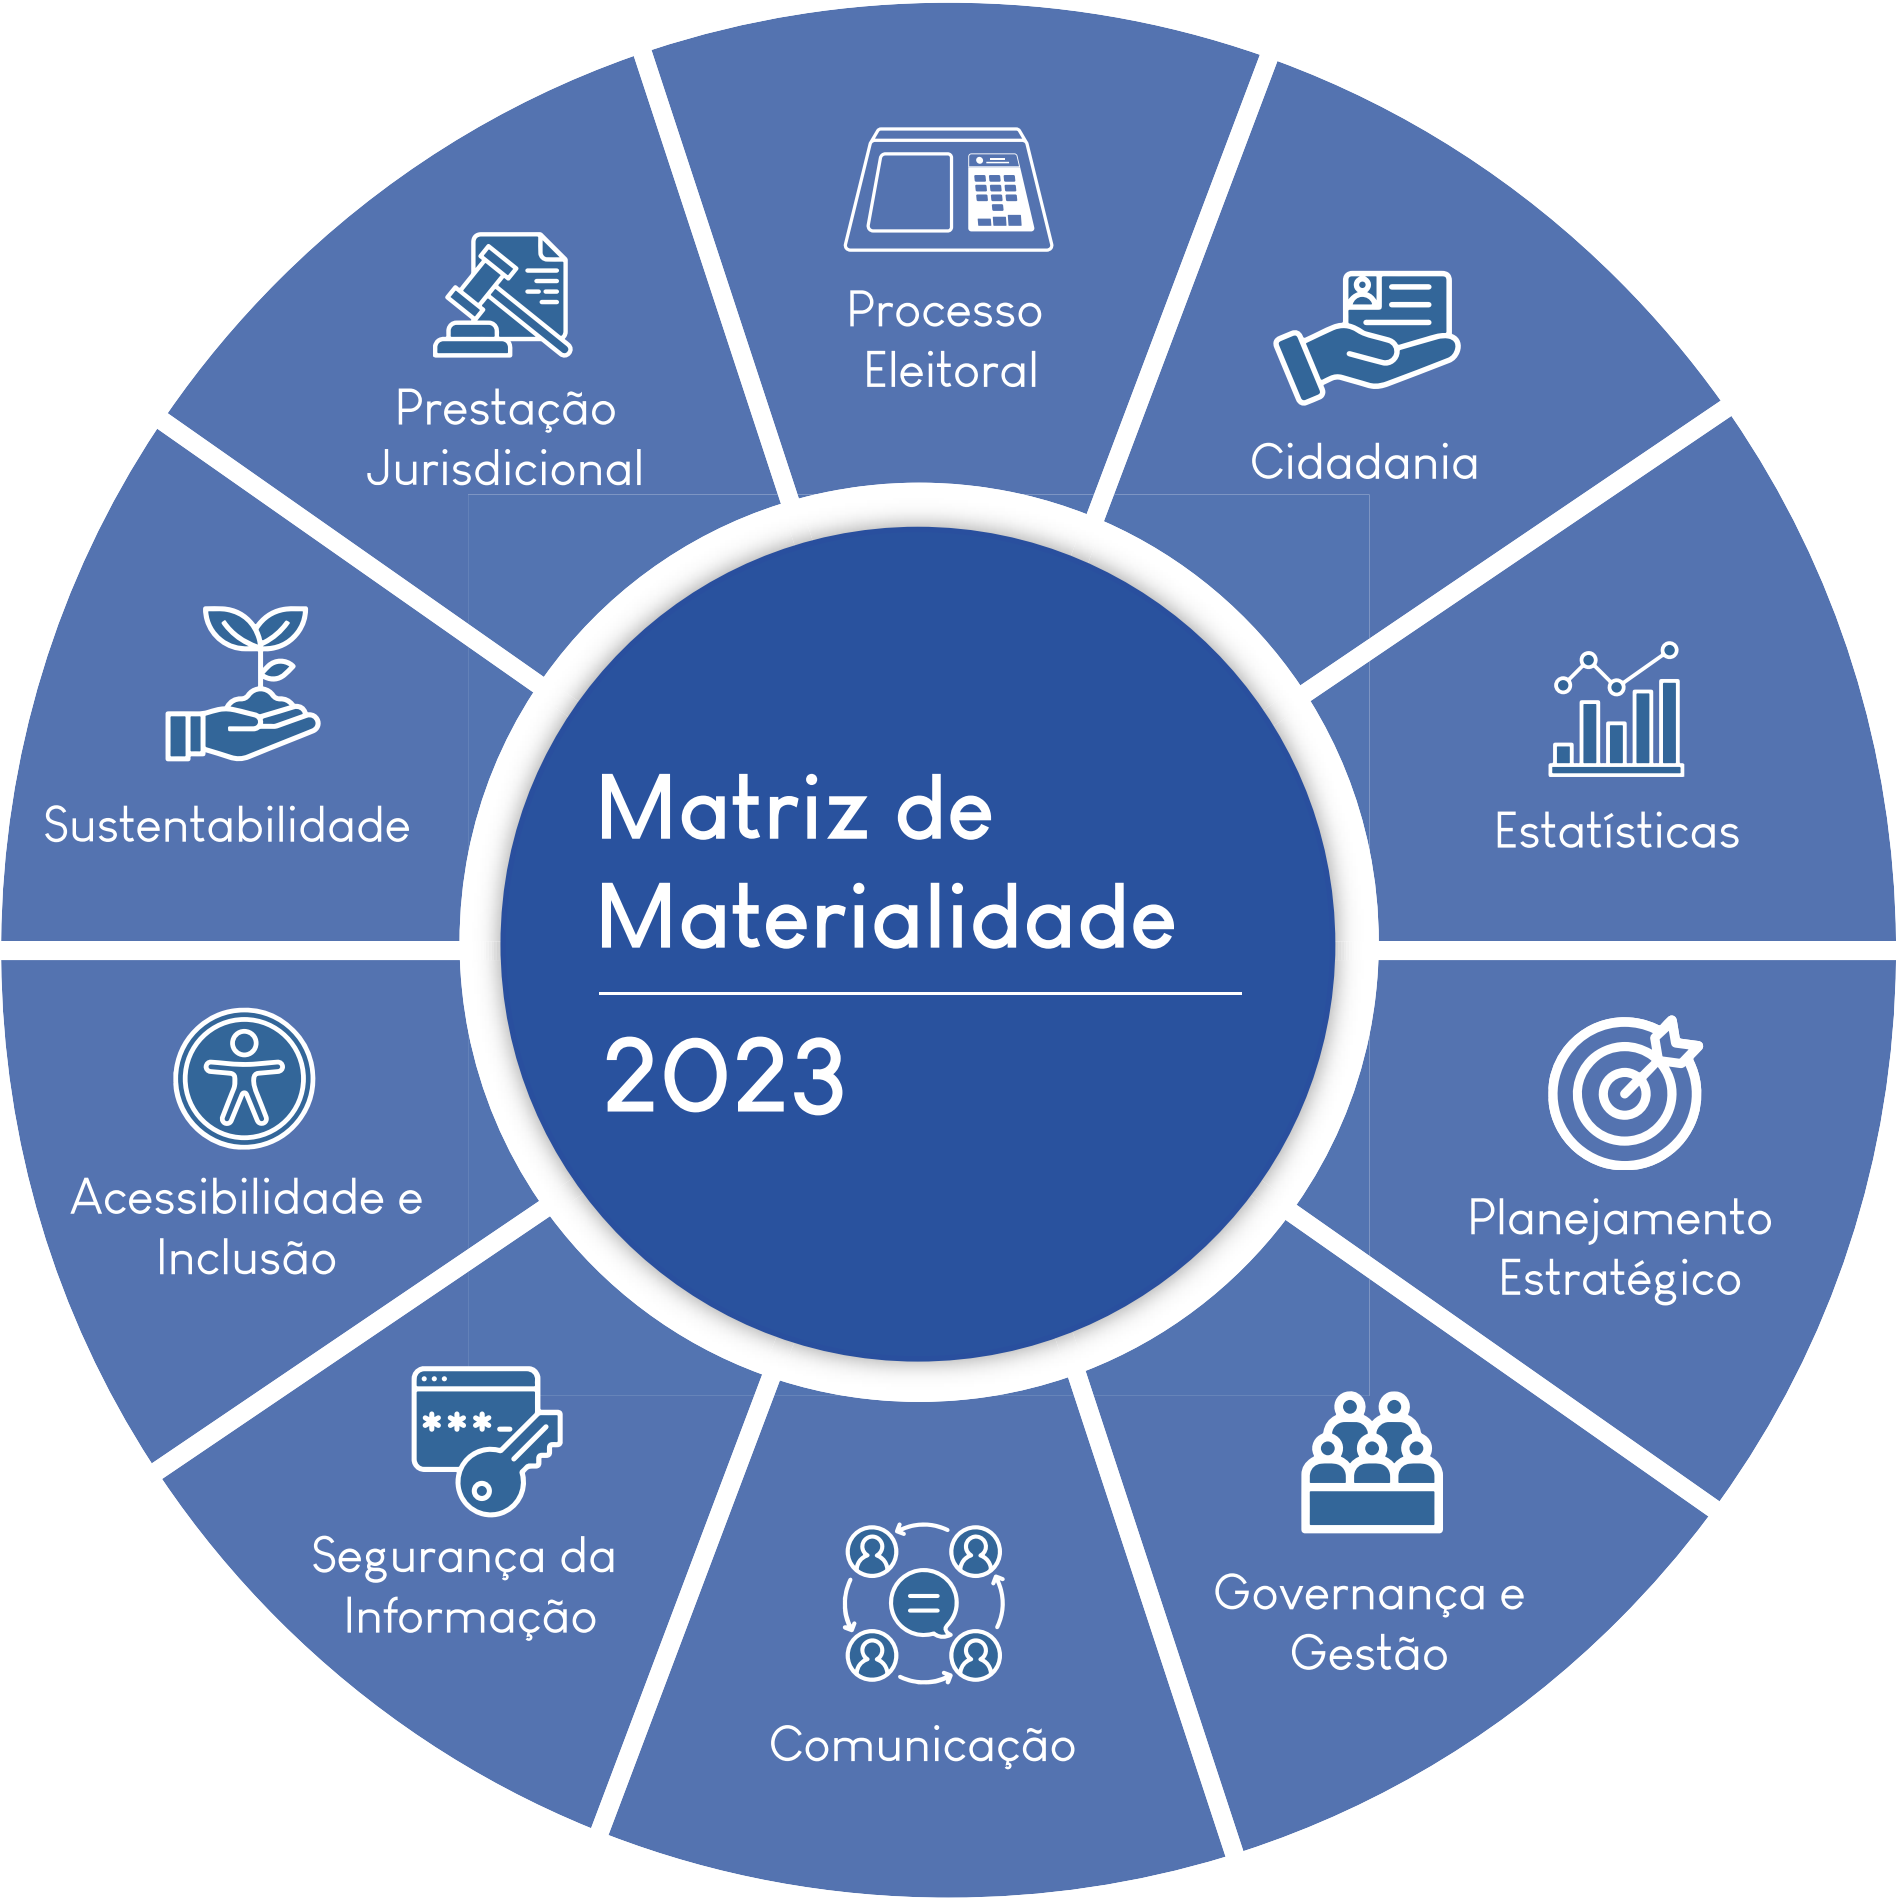 Processo
Eleitoral
Cidadania
Estatísticas
Planejamento
Estratégico
Governança e
Gestão
Comunicação
Segurança da
Informação
Acessibilidade e
Inclusão
Sustentabilidade
Prestação
Jurisdicional
Matriz de
Materialidade
2023
***_